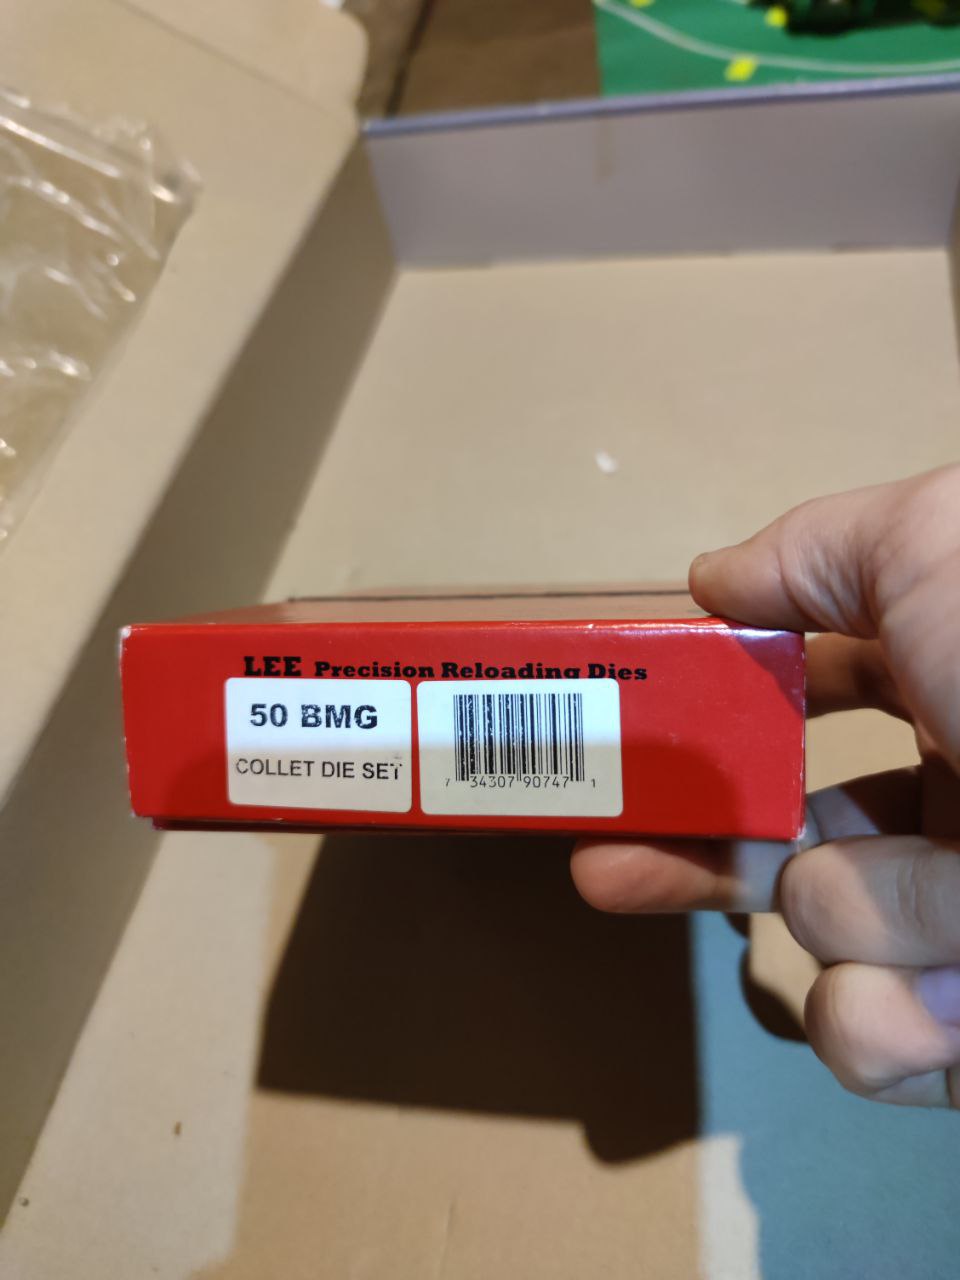 LEE Precision Reloading Dies
50 BMG
COLLET DIE SET
7 34307 90747 1